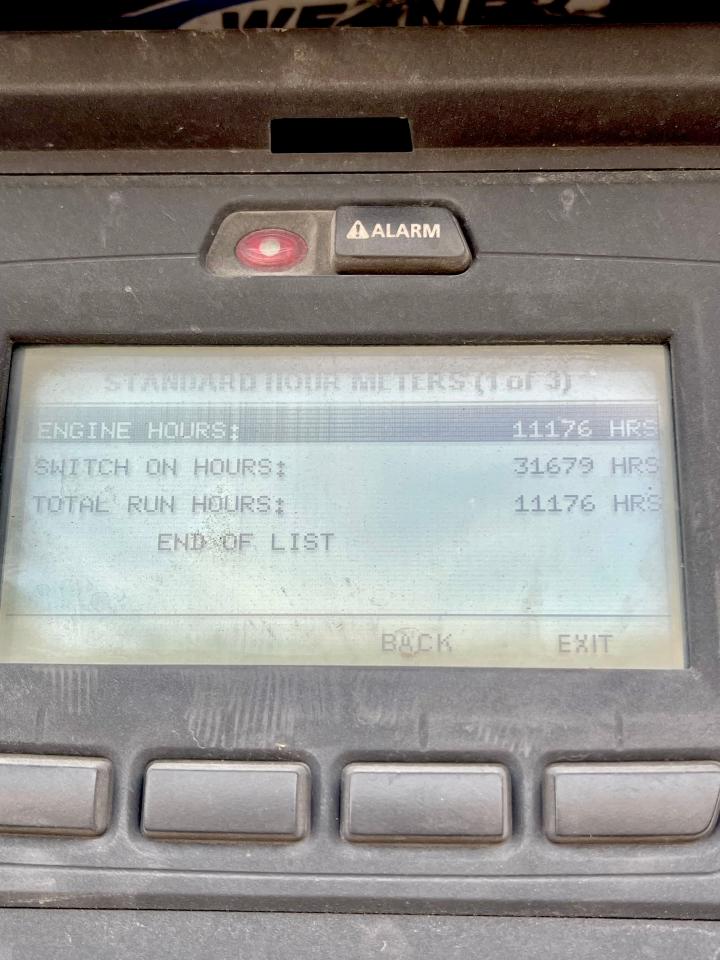 ⚠ALARM
STANDARD HOUR METERS (1 of 3)
ENGINE HOURS: 11176 HRS
SWITCH ON HOURS: 31679 HRS
TOTAL RUN HOURS: 11176 HRS
END OF LIST
BACK EXIT